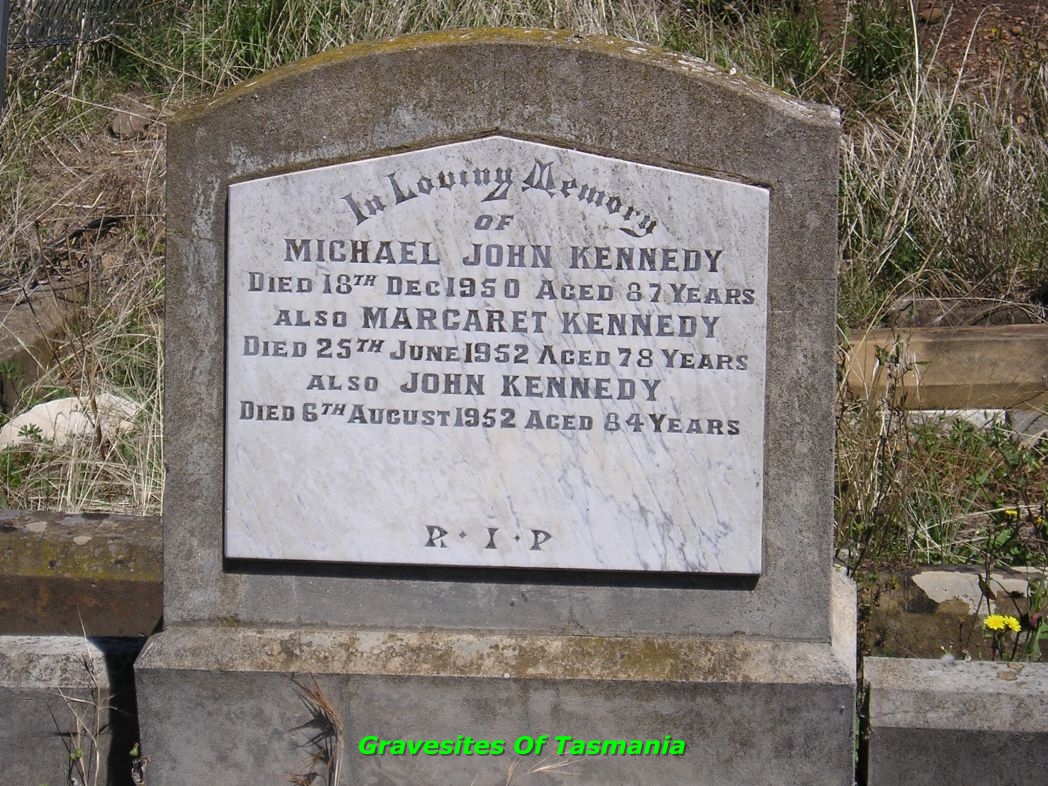 In Loving Memory
OF
MICHAEL JOHN KENNEDY
DIED 18TH DEC 1950 AGED 87 YEARS
ALSO MARGARET KENNEDY
DIED 25TH JUNE 1952 AGED 78 YEARS
ALSO JOHN KENNEDY
DIED 6TH AUGUST 1952 AGED 84 YEARS
R · I · P
Gravesites Of Tasmania